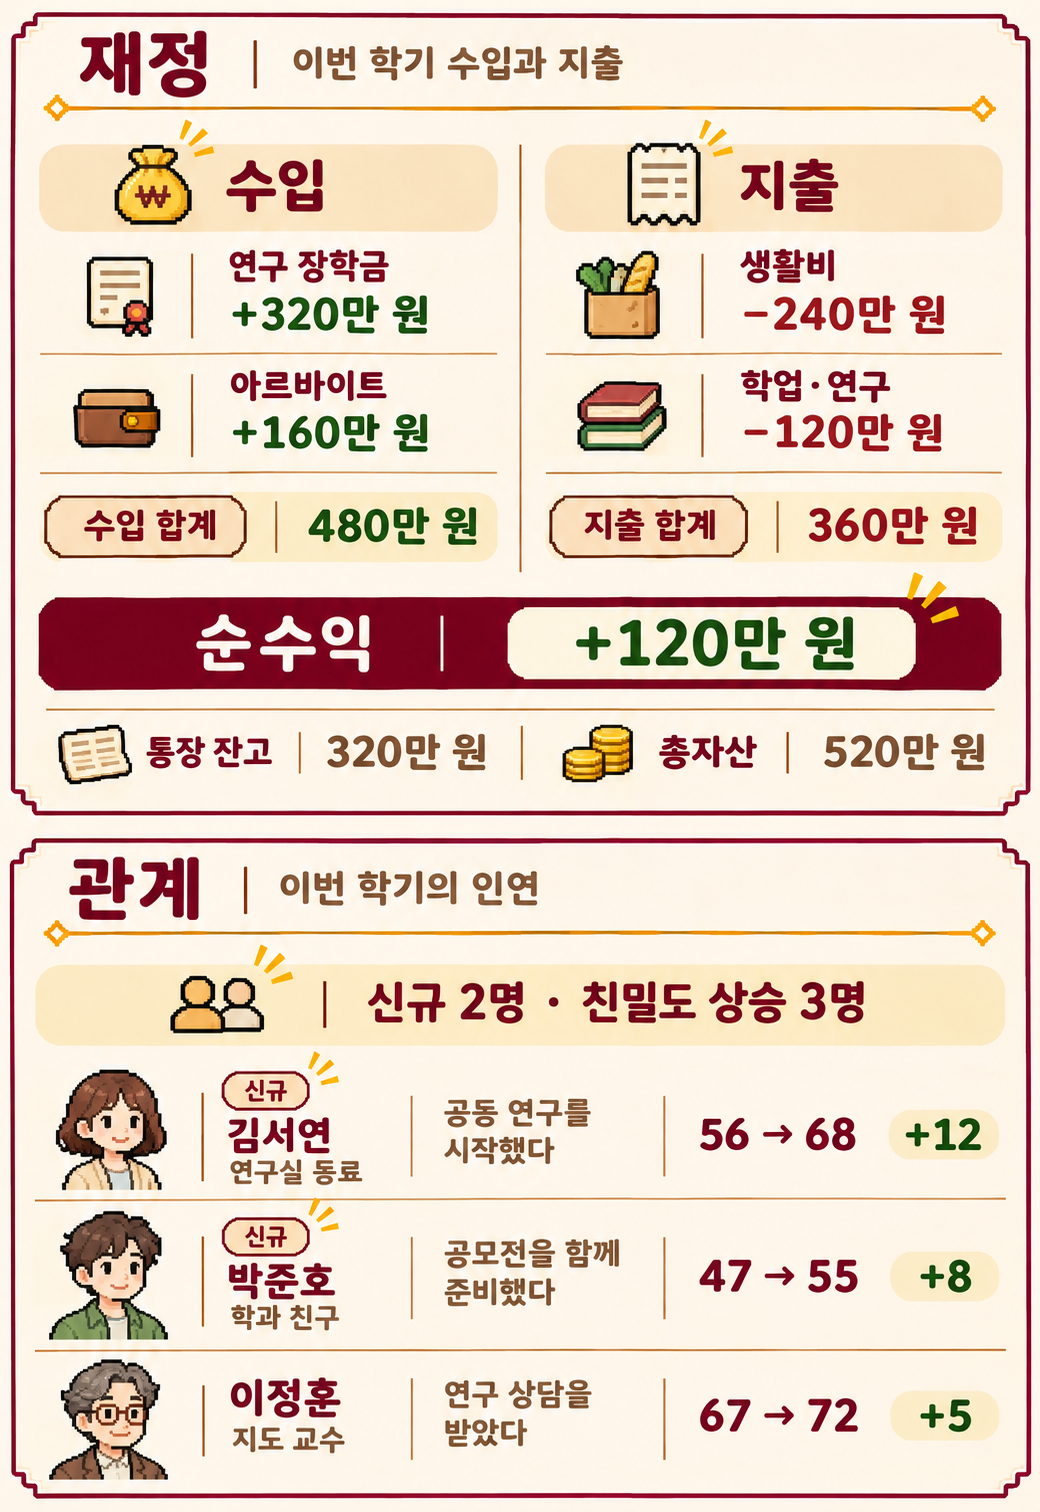 재정
이번 학기 수입과 지출
₩
수입
연구 장학금
+320만 원
아르바이트
+160만 원
수입 합계
480만 원
지출
생활비
−240만 원
학업·연구
−120만 원
지출 합계
360만 원
순수익
+120만 원
통장 잔고
320만 원
총자산
520만 원
관계
이번 학기의 인연
신규 2명 · 친밀도 상승 3명
신규
김서연
연구실 동료
공동 연구를
시작했다
56 → 68
+12
신규
박준호
학과 친구
공모전을 함께
준비했다
47 → 55
+8
이정훈
지도 교수
연구 상담을
받았다
67 → 72
+5